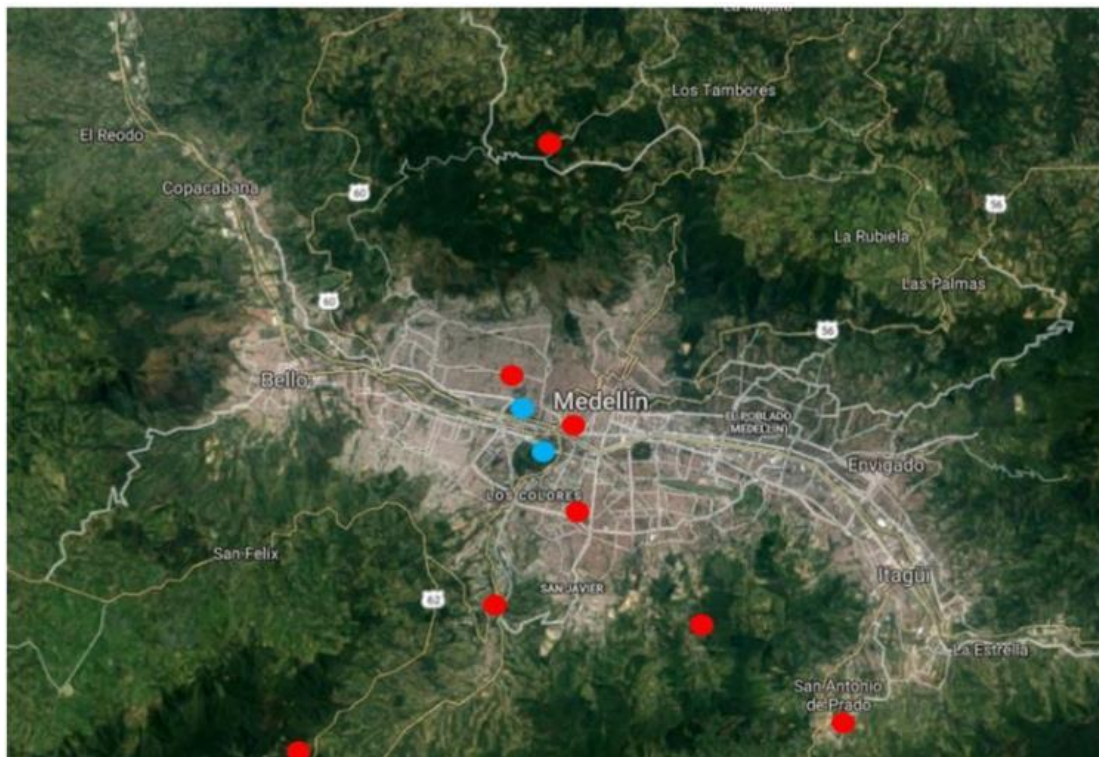 Los Tambores
El Reodo
Copacabana
60
56
La Rubiela
Las Palmas
60
56
Bello
Medellín
EL POBLADO
Envigado
LOS COLORES
San Felix
Itagüí
62
SAN JAVIER
La Estrella
San Antonio
de Prado